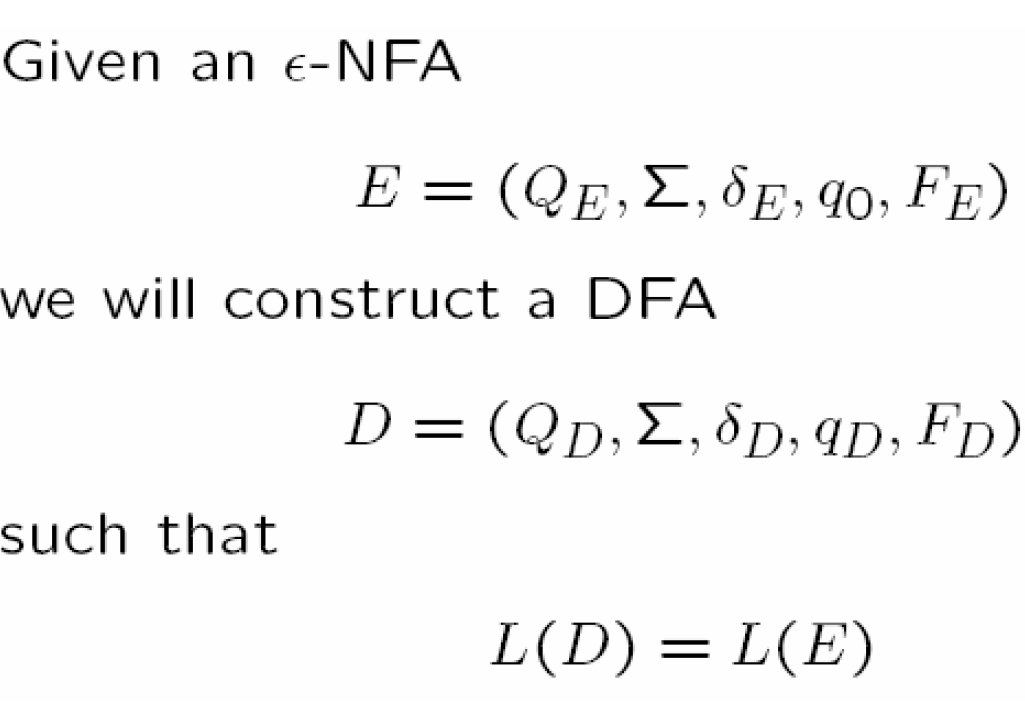 Given an ϵ-NFA
E = (Q_E, Σ, δ_E, q_0, F_E)
we will construct a DFA
D = (Q_D, Σ, δ_D, q_D, F_D)
such that
L(D) = L(E)